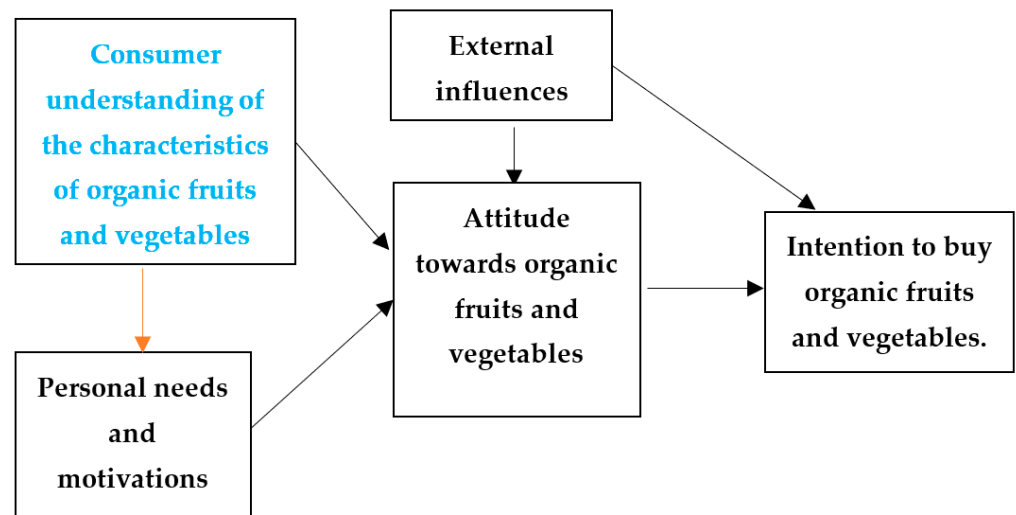 Consumer
understanding of
the characteristics
of organic fruits
and vegetables
External
influences
Attitude
towards organic
fruits and
vegetables
Intention to buy
organic fruits
and vegetables.
Personal needs
and
motivations